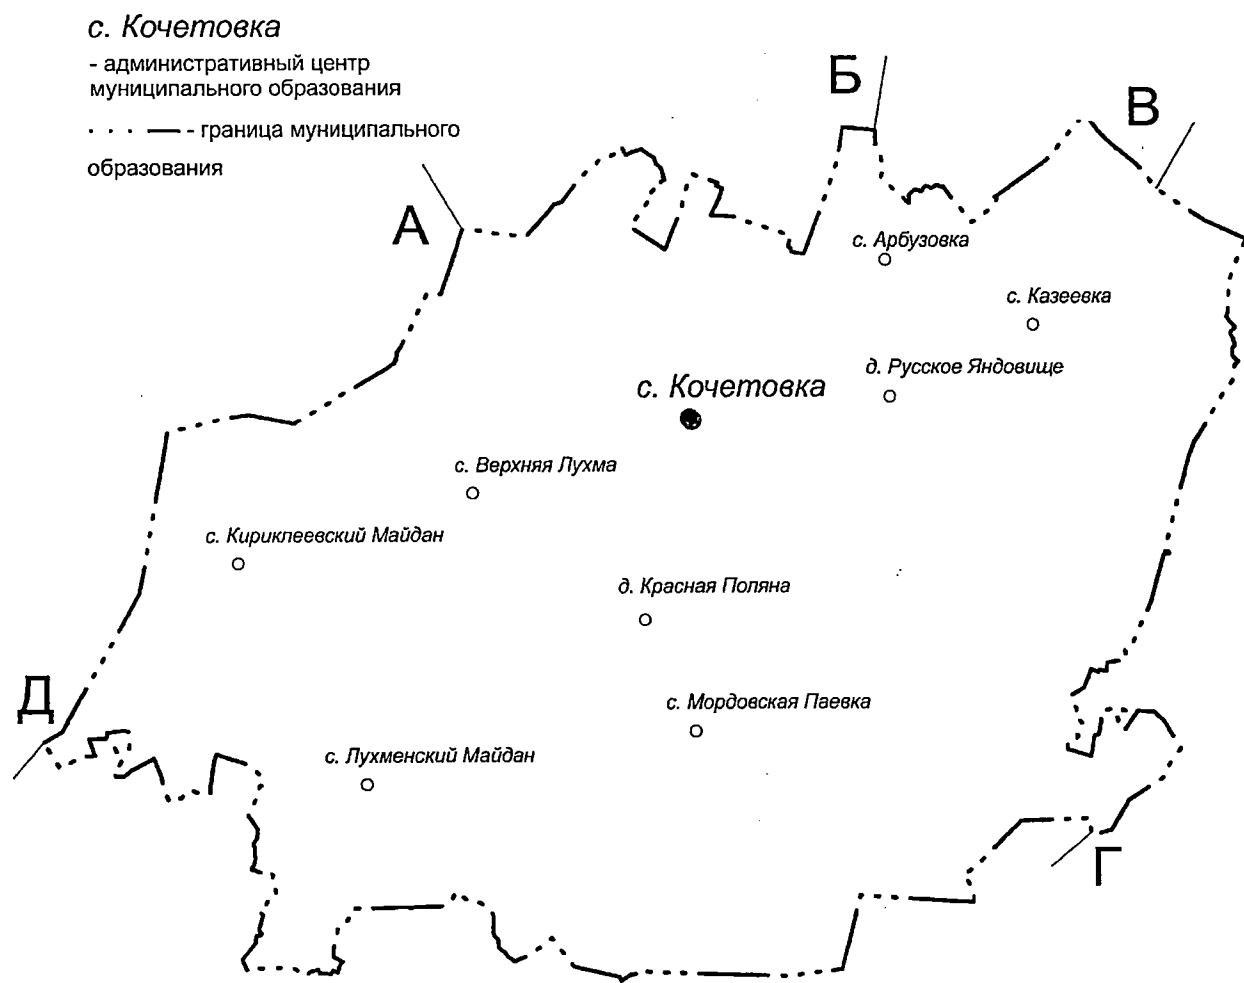 с. Кочетовка
- административный центр
муниципального образования
- граница муниципального
образования
Б
В
А
с. Арбузовка
с. Казеевка
д. Русское Яндовище
с. Кочетовка
с. Верхняя Лухма
с. Кириклеевский Майдан
д. Красная Поляна
Д
с. Мордовская Паевка
с. Лухменский Майдан
Г